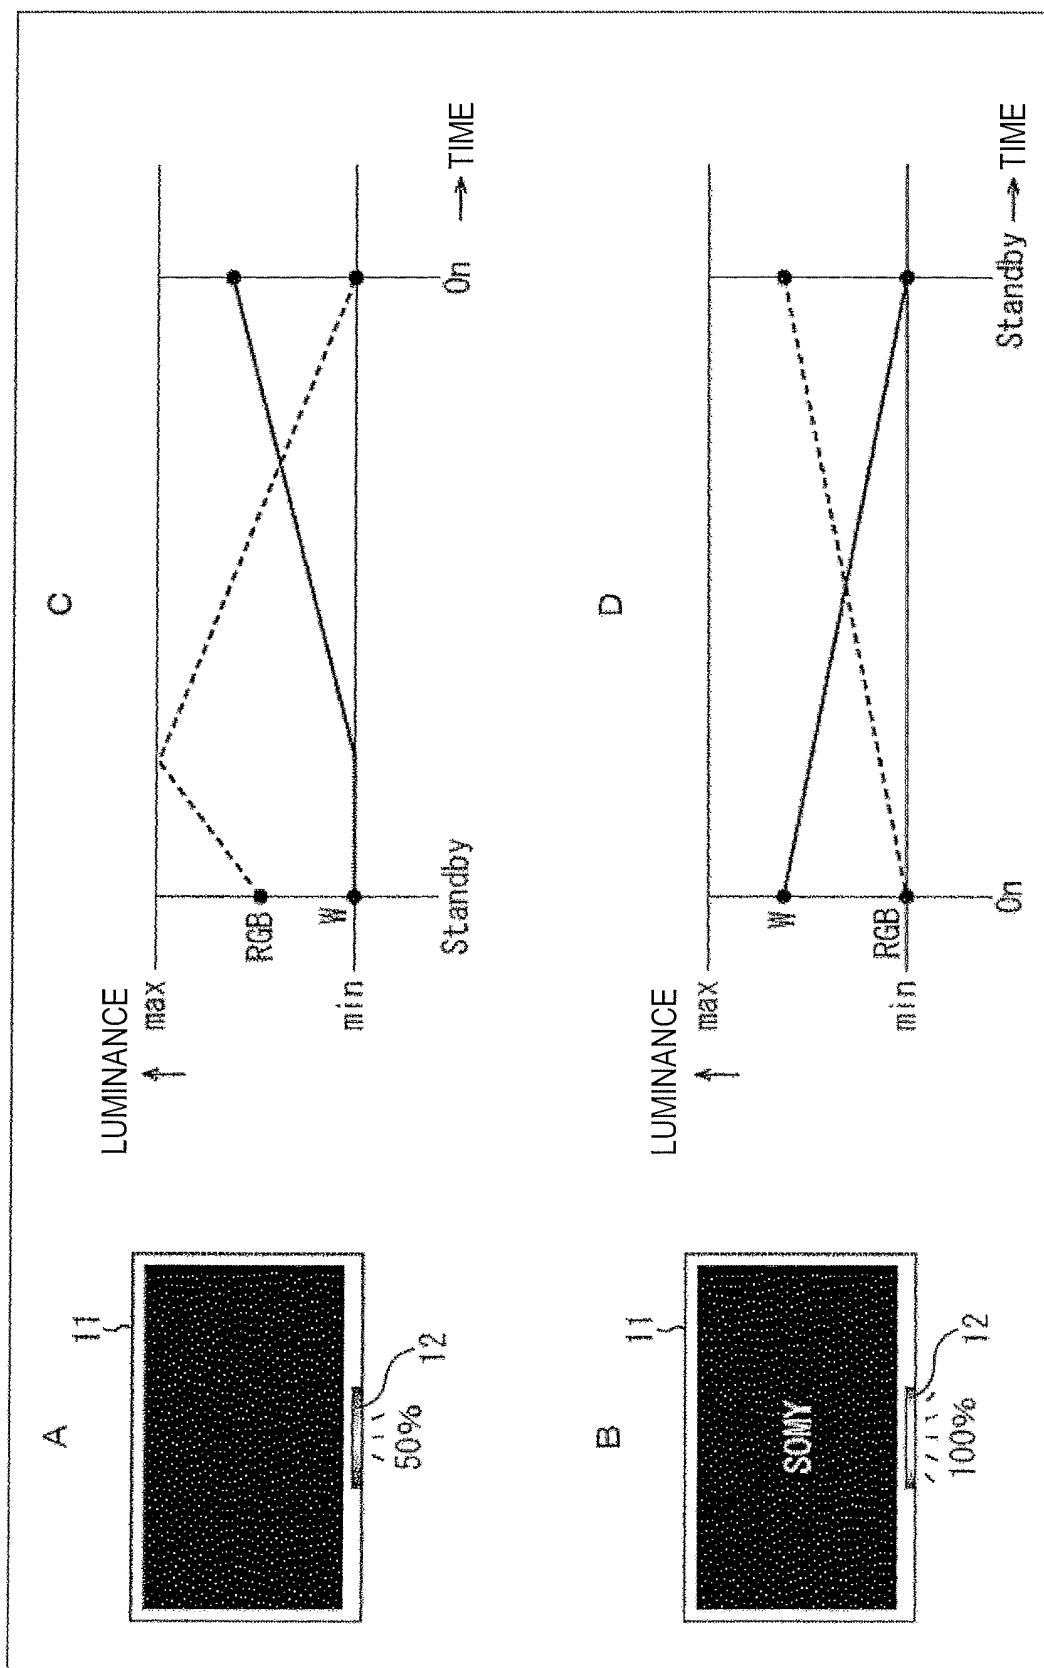 A
11
12
50%
B
11
SOMY
12
100%
C
LUMINANCE
max
RGB
W
min
Standby
On
→ TIME
D
LUMINANCE
max
W
RGB
min
On
Standby → TIME